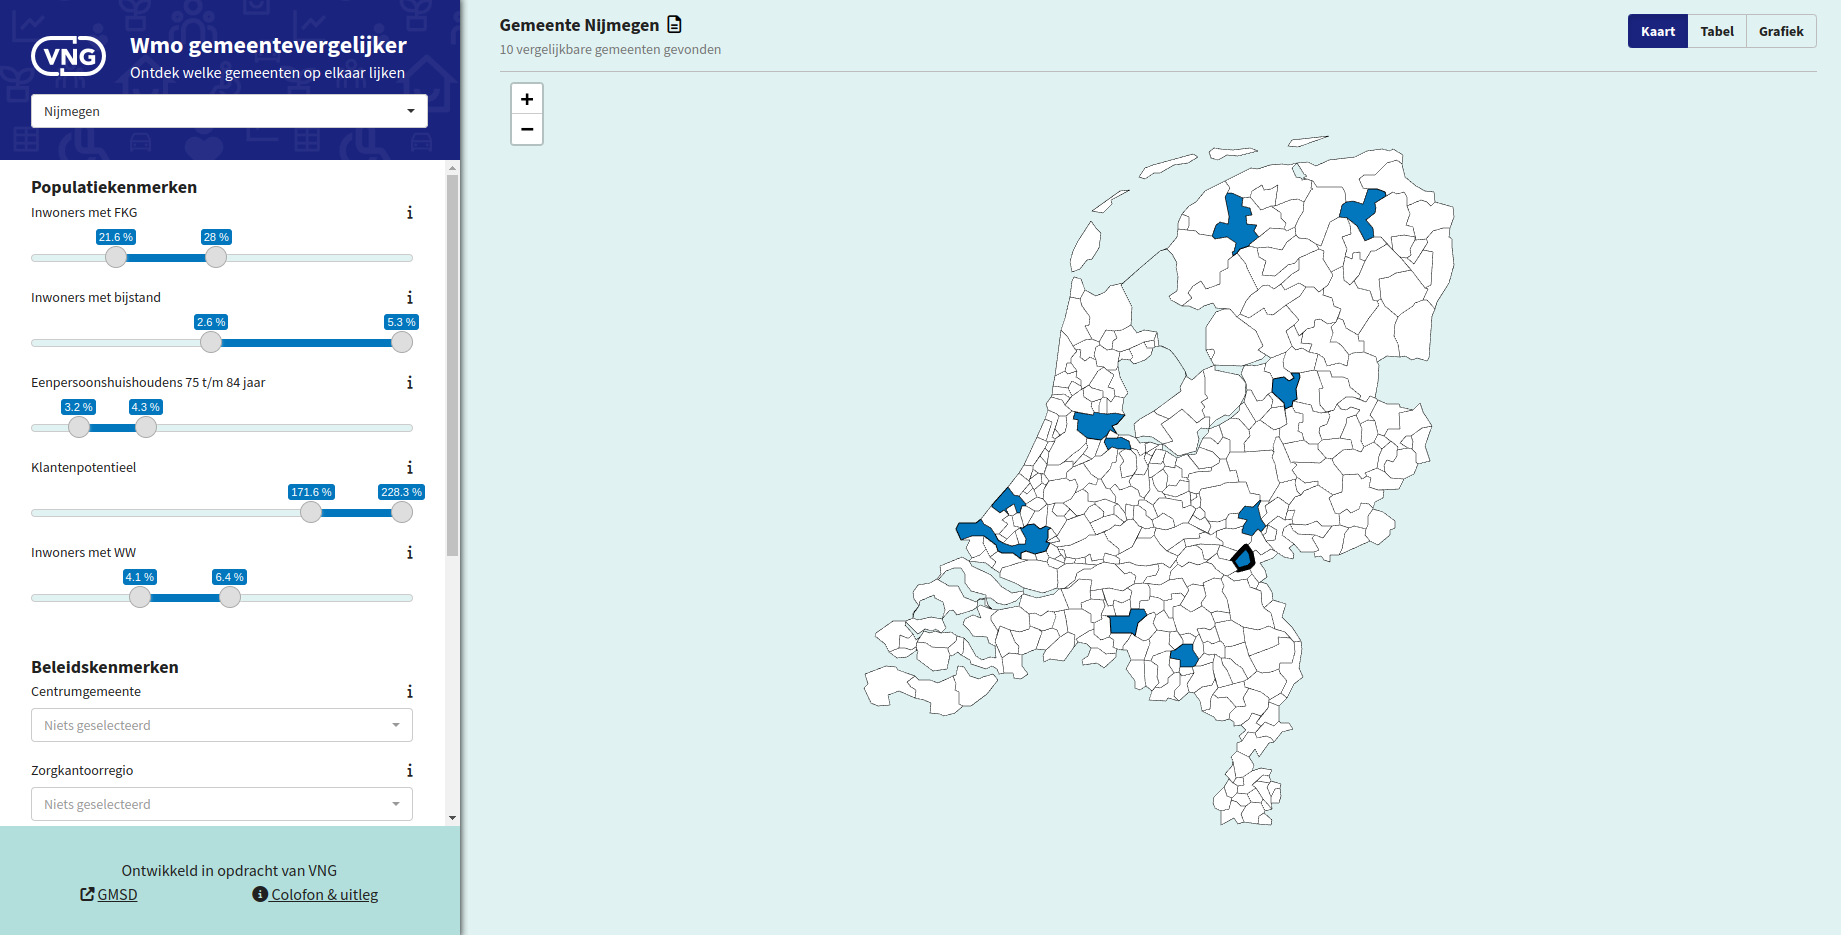 VNG
Wmo gemeentevergelijker
Ontdek welke gemeenten op elkaar lijken
Nijmegen
Populatiekenmerken
Inwoners met FKG
21.6 %
28 %
Inwoners met bijstand
2.6 %
5.3 %
Eenpersoonshuishoudens 75 t/m 84 jaar
3.2 %
4.3 %
Klantenpotentieel
171.6 %
228.3 %
Inwoners met WW
4.1 %
6.4 %
Beleidskenmerken
Centrumgemeente
Niets geselecteerd
Zorgkantoorregio
Niets geselecteerd
Ontwikkeld in opdracht van VNG
GMSD
Colofon & uitleg
Gemeente Nijmegen
10 vergelijkbare gemeenten gevonden
Kaart
Tabel
Grafiek
+
−